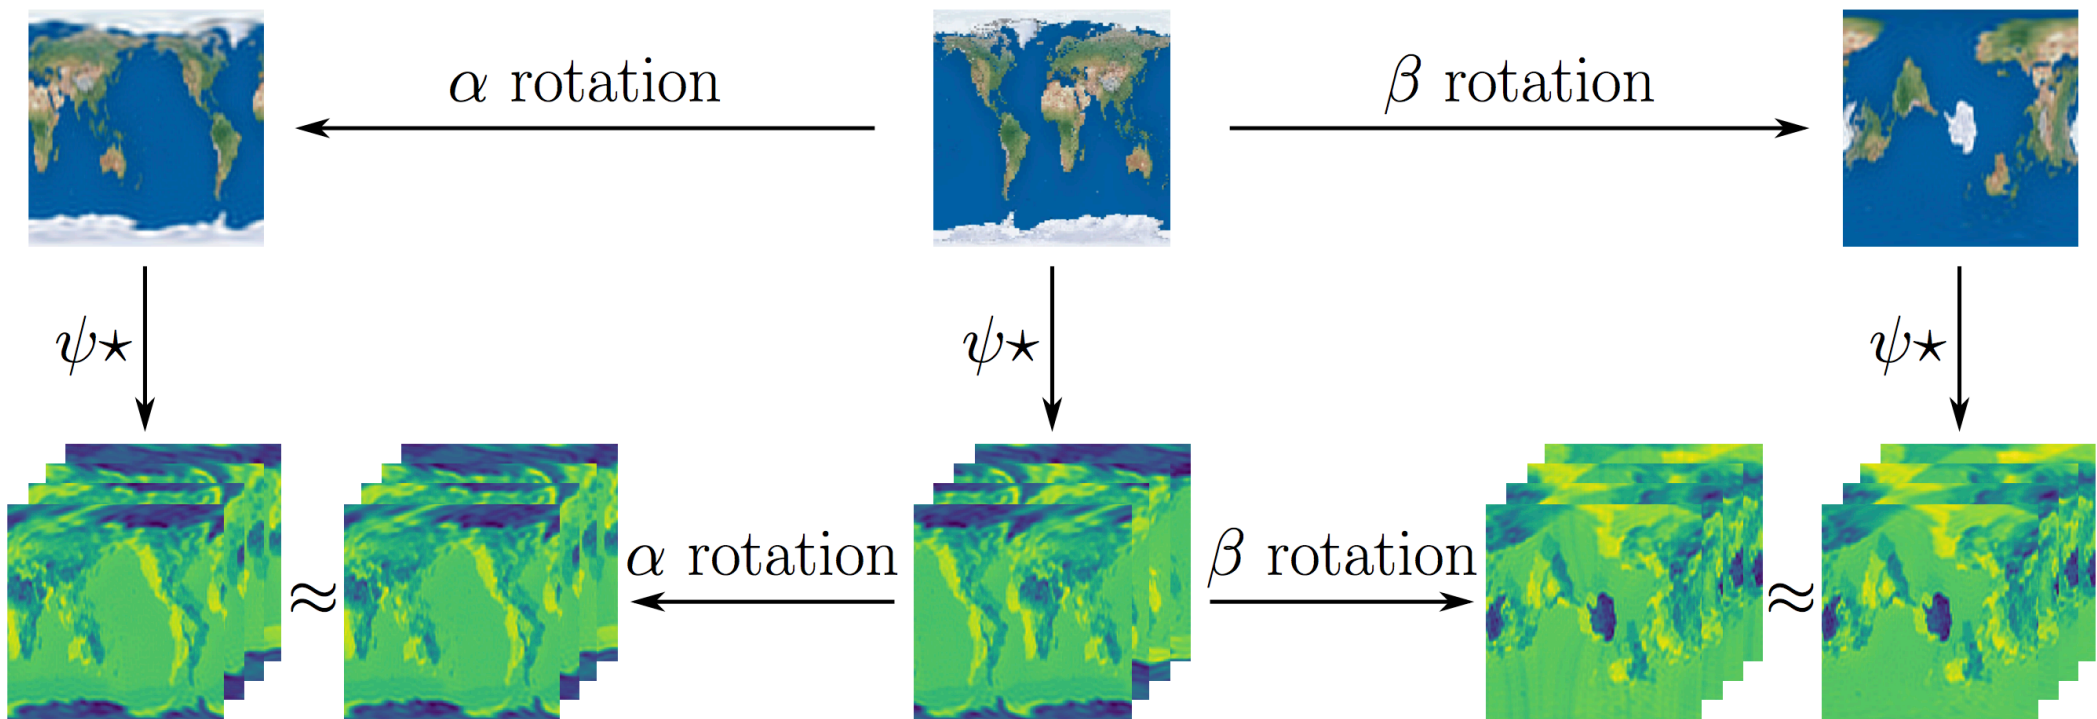 α rotation
β rotation
ψ⋆
ψ⋆
ψ⋆
≈
α rotation
β rotation
≈